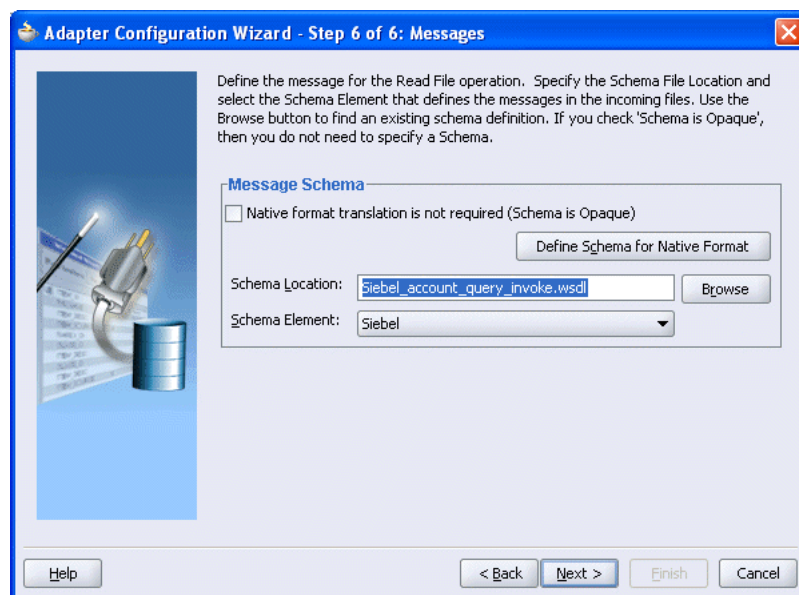 Adapter Configuration Wizard - Step 6 of 6: Messages
Define the message for the Read File operation.  Specify the Schema File Location and
select the Schema Element that defines the messages in the incoming files. Use the
Browse button to find an existing schema definition. If you check 'Schema is Opaque',
then you do not need to specify a Schema.
Message Schema
Native format translation is not required (Schema is Opaque)
Define Schema for Native Format
Schema Location: Siebel_account_query_invoke.wsdl Browse
Schema Element: Siebel
Help < Back Next > Finish Cancel